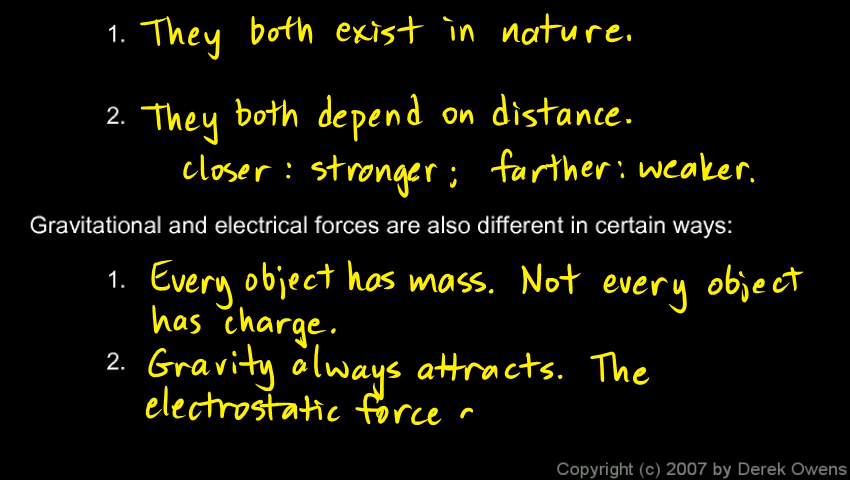 1. They both exist in nature.
2. They both depend on distance.
closer: stronger; farther: weaker.
Gravitational and electrical forces are also different in certain ways:
1. Every object has mass. Not every object
has charge.
2. Gravity always attracts. The
electrostatic force
Copyright (c) 2007 by Derek Owens